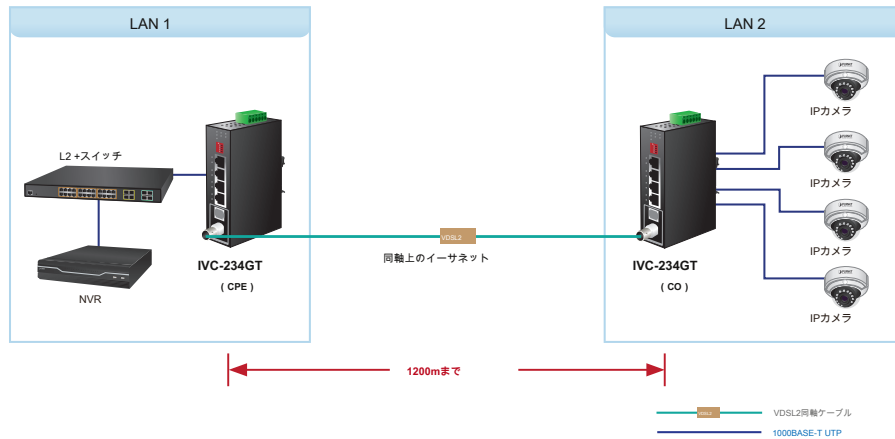 LAN 1
LAN 2
L2 +スイッチ
NVR
IVC-234GT
( CPE )
VDSL2
同軸上のイーサネット
IVC-234GT
( CO )
IPカメラ
IPカメラ
IPカメラ
IPカメラ
1200mまで
VDSL2
VDSL2同軸ケーブル
1000BASE-T UTP